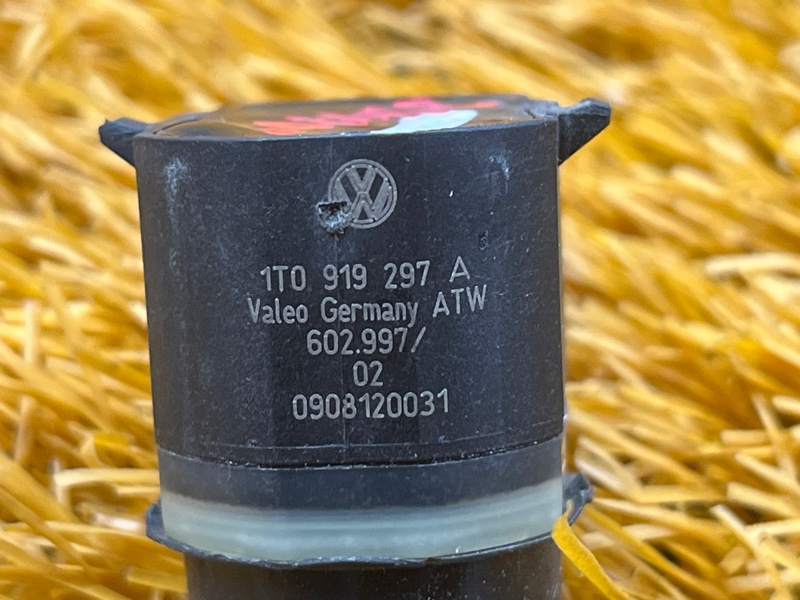 1T0 919 297 A
Valeo Germany ATW
602.997/
02
0908120031